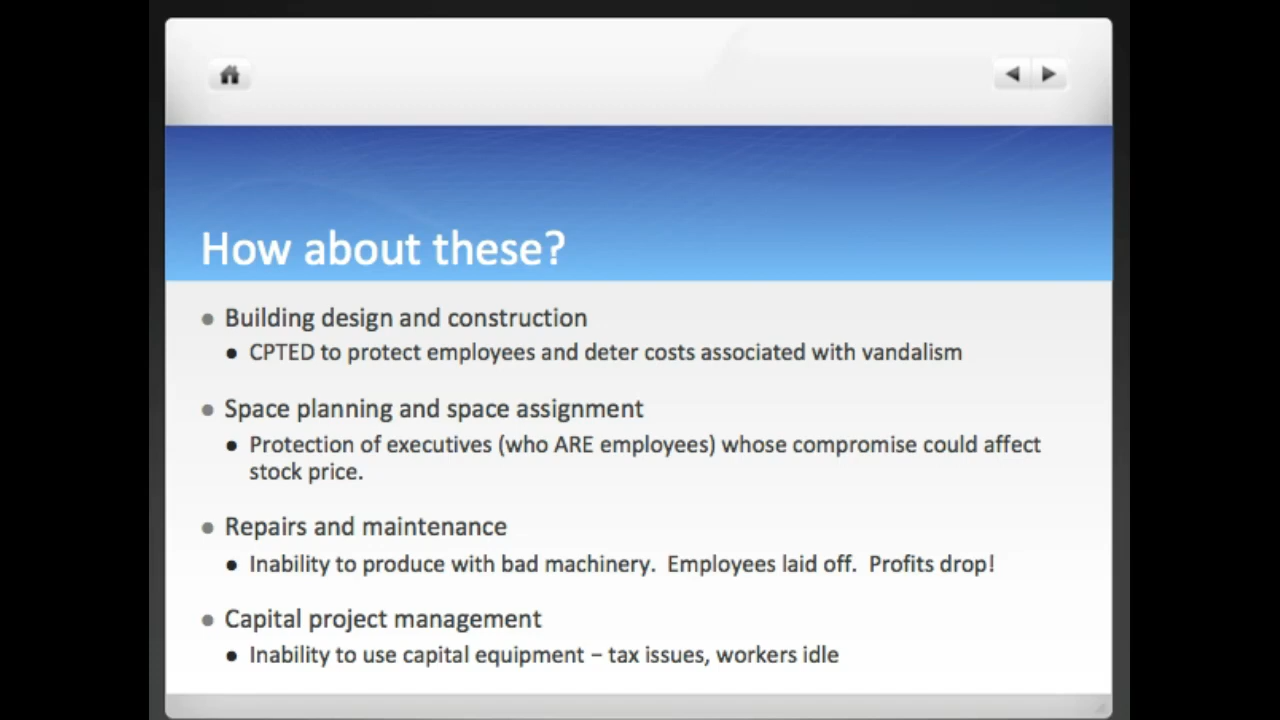 How about these?
● Building design and construction
● CPTED to protect employees and deter costs associated with vandalism
● Space planning and space assignment
● Protection of executives (who ARE employees) whose compromise could affect
stock price.
● Repairs and maintenance
● Inability to produce with bad machinery.  Employees laid off.  Profits drop!
● Capital project management
● Inability to use capital equipment – tax issues, workers idle